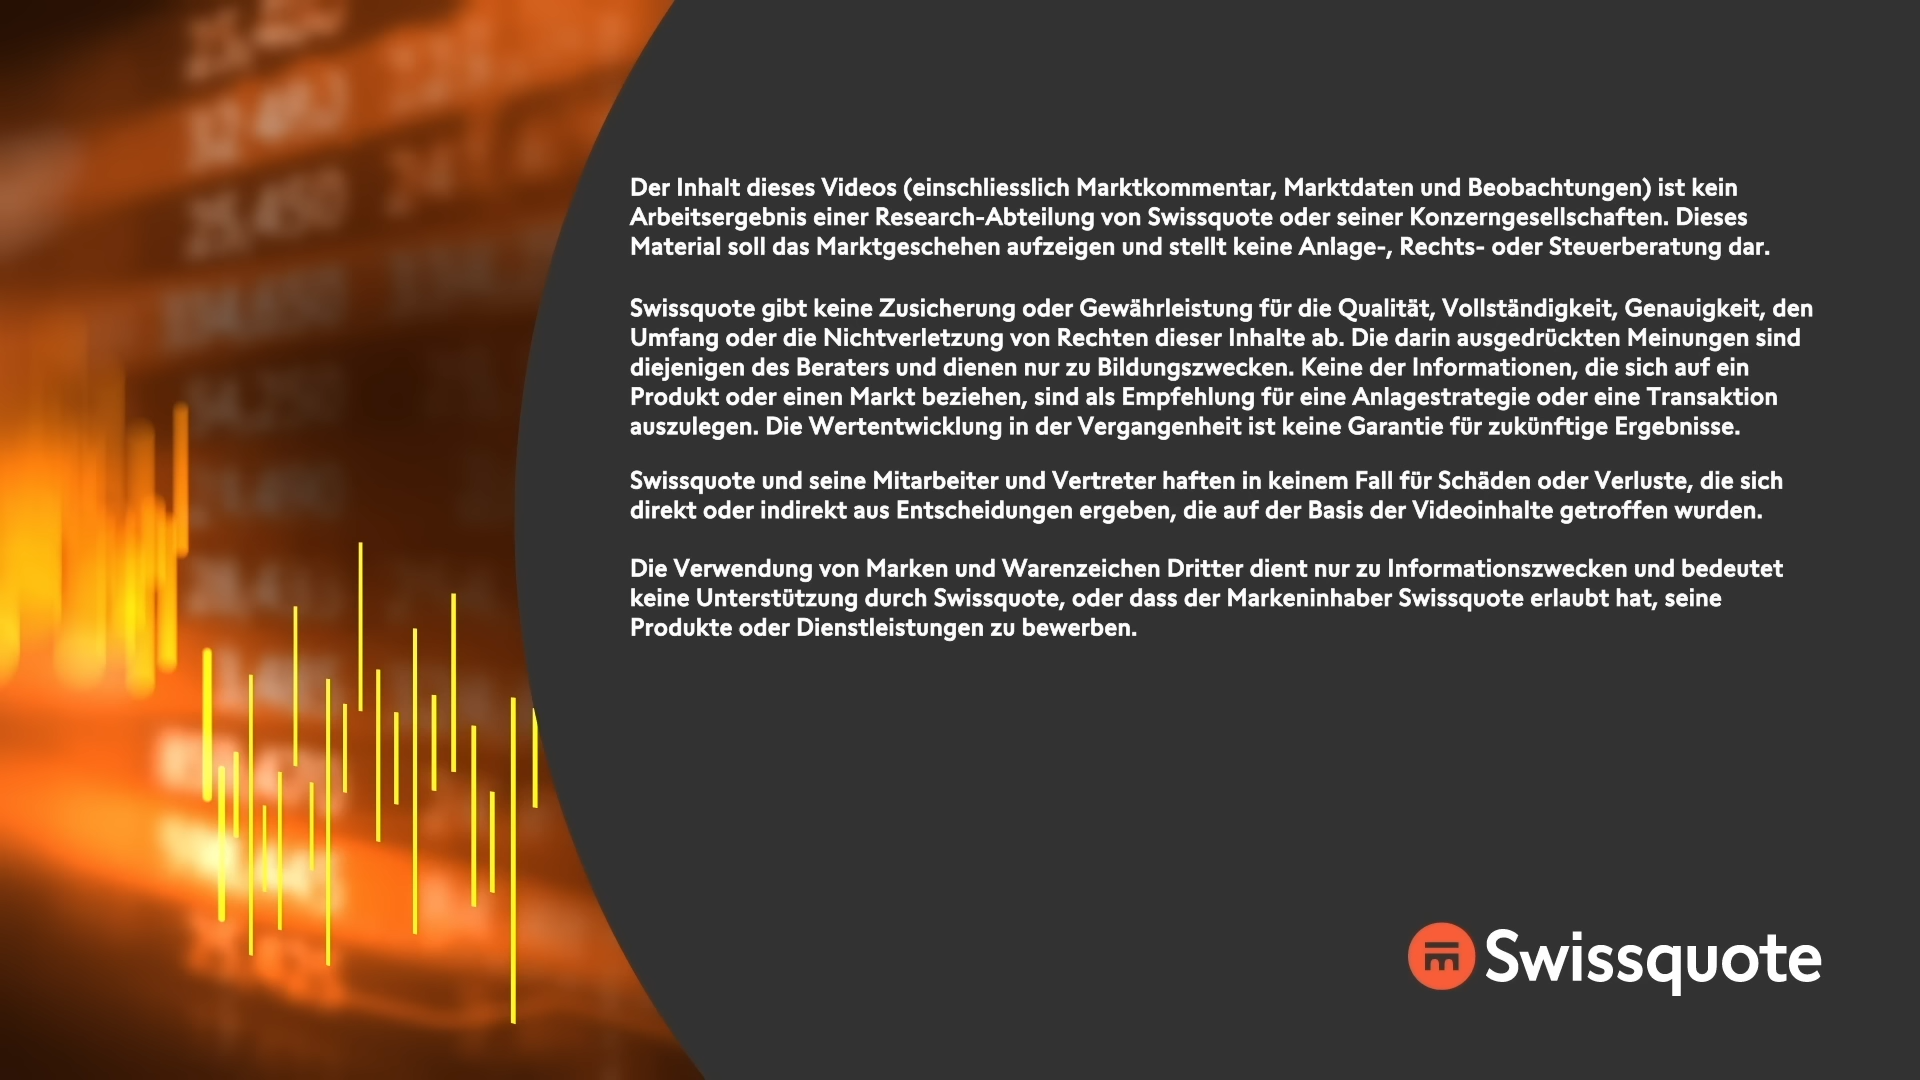 Der Inhalt dieses Videos (einschliesslich Marktkommentar, Marktdaten und Beobachtungen) ist kein
Arbeitsergebnis einer Research-Abteilung von Swissquote oder seiner Konzerngesellschaften. Dieses
Material soll das Marktgeschehen aufzeigen und stellt keine Anlage-, Rechts- oder Steuerberatung dar.
Swissquote gibt keine Zusicherung oder Gewährleistung für die Qualität, Vollständigkeit, Genauigkeit, den
Umfang oder die Nichtverletzung von Rechten dieser Inhalte ab. Die darin ausgedrückten Meinungen sind
diejenigen des Beraters und dienen nur zu Bildungszwecken. Keine der Informationen, die sich auf ein
Produkt oder einen Markt beziehen, sind als Empfehlung für eine Anlagestrategie oder eine Transaktion
auszulegen. Die Wertentwicklung in der Vergangenheit ist keine Garantie für zukünftige Ergebnisse.
Swissquote und seine Mitarbeiter und Vertreter haften in keinem Fall für Schäden oder Verluste, die sich
direkt oder indirekt aus Entscheidungen ergeben, die auf der Basis der Videoinhalte getroffen wurden.
Die Verwendung von Marken und Warenzeichen Dritter dient nur zu Informationszwecken und bedeutet
keine Unterstützung durch Swissquote, oder dass der Markeninhaber Swissquote erlaubt hat, seine
Produkte oder Dienstleistungen zu bewerben.
Swissquote